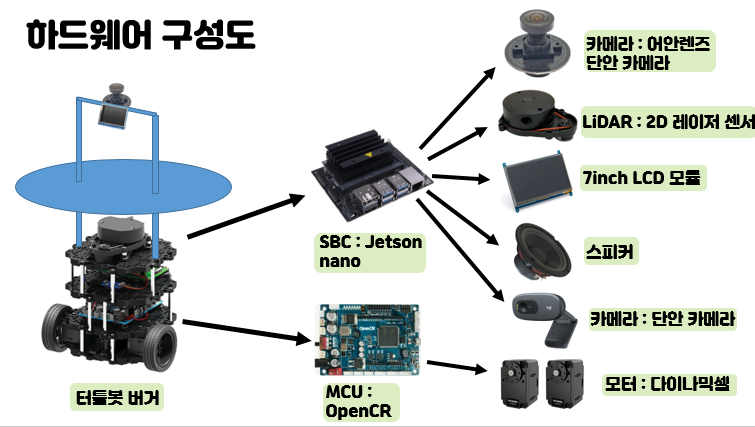 하드웨어 구성도
카메라 : 어안렌즈
단안 카메라
LiDAR : 2D 레이저 센서
7inch LCD 모듈
SBC : Jetson
nano
스피커
카메라 : 단안 카메라
OpenCR
MCU :
OpenCR
모터 : 다이나믹셀
터틀봇 버거